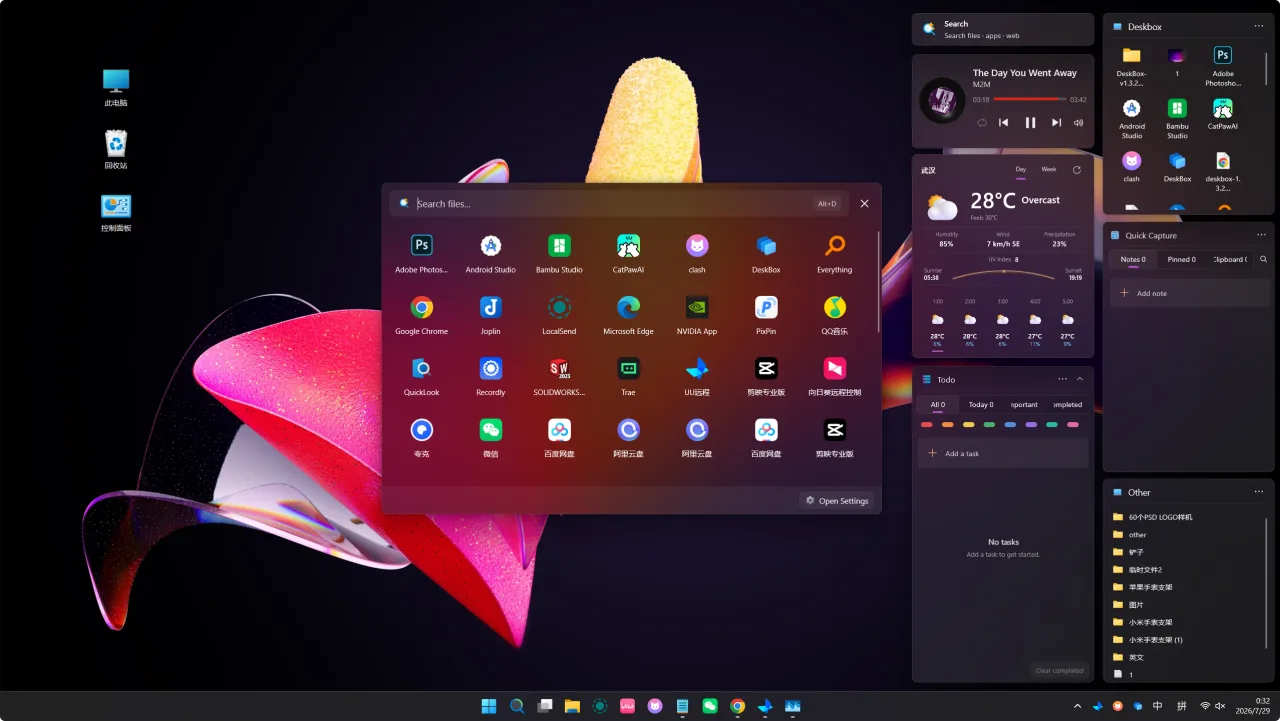 此电脑
回收站
控制面板
Search files...
Alt+D
Ps
Adobe Photos...
Android Studio
Bambu Studio
CatPawAI
clash
DeskBox
Everything
Google Chrome
Joplin
LocalSend
Microsoft Edge
NVIDIA App
PixPin
QQ音乐
QuickLook
Recordly
SOLIDWORKS...
Trae
UU远程
剪映专业版
向日葵远程控制
夸克
微信
百度网盘
阿里云盘
阿里云盘
百度网盘
剪映专业版
Open Settings
Search
Search files · apps · web
The Day You Went Away
M2M
03:18
03:42
武汉
Day
Week
28°C Overcast
Feels 30°C
Humidity
Wind
Precipitation
85%
7 km/h SE
23%
UV Index 8
Sunrise
05:38
Sunset
19:19
1:00
2:00
3:00
4:00
5:00
28°C
28°C
28°C
27°C
27°C
6%
6%
6%
11%
9%
Todo
All 0
Today 0
mportant
ompleted
Add a task
No tasks
Add a task to get started.
Clear completed
Deskbox
DeskBox-
v1.3.2...
1
Ps
Adobe
Photosho...
Android
Studio
Bambu
Studio
CatPawAI
clash
DeskBox
deskbox-1.
3.2...
Quick Capture
Notes 0
Pinned 0
Clipboard (
Add note
Other
60个PSD LOGO样机
other
铲子
临时文件2
苹果手表支架
图片
小米手表支架
小米手表支架 (1)
英文
1
中
拼
0:32
2026/7/29